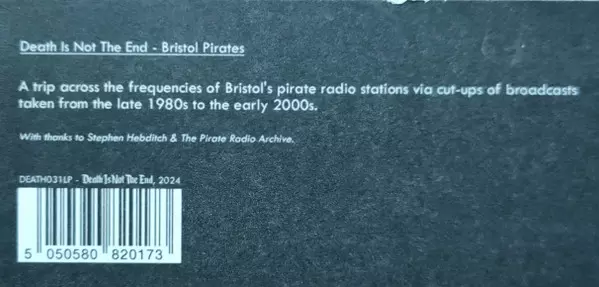 Death Is Not The End - Bristol Pirates
A trip across the frequencies of Bristol's pirate radio stations via cut-ups of broadcasts
taken from the late 1980s to the early 2000s.
With thanks to Stephen Hebditch & The Pirate Radio Archive.
DEATH031LP - Death Is Not The End, 2024
5 050580 820173